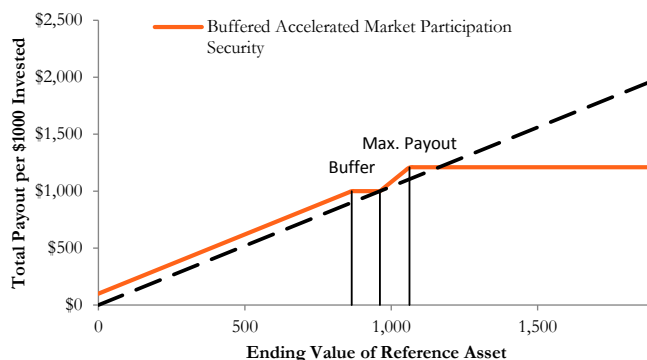 $2,500
Buffered Accelerated Market Participation
Security
$2,000
$1,500
Max. Payout
Buffer
$1,000
$500
$0
0
500
1,000
1,500
Total Payout per $1000 Invested
Ending Value of Reference Asset